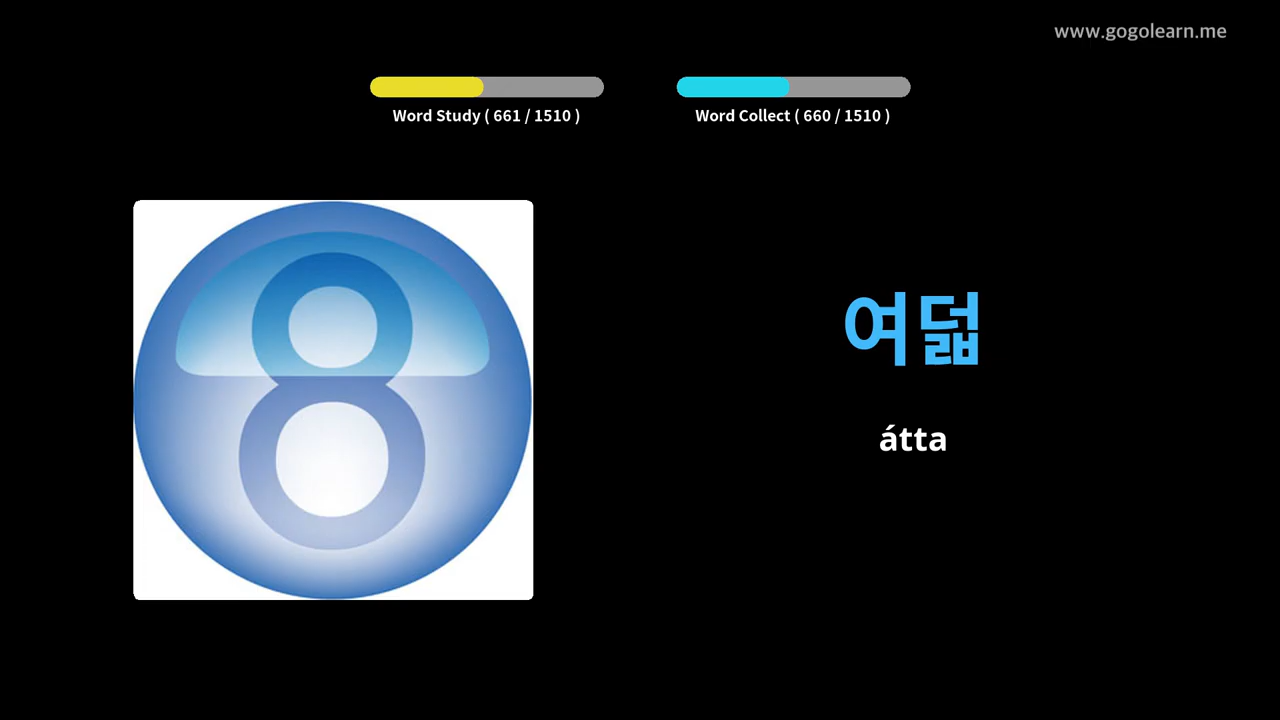 www.gogolearn.me
Word Study ( 661 / 1510 )
Word Collect ( 660 / 1510 )
8
여덟
átta